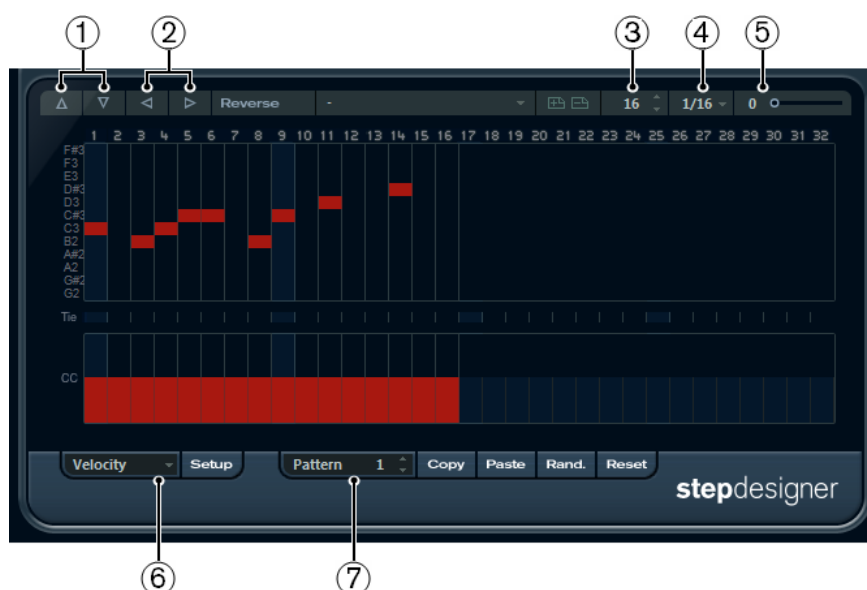 ① ② ③ ④ ⑤
Reverse - 16 1/16 0
1 2 3 4 5 6 7 8 9 10 11 12 13 14 15 16 17 18 19 20 21 22 23 24 25 26 27 28 29 30 31 32
F#3
F3
E3
D#3
D3
C#3
C3
B2
A#2
A2
G#2
G2
Tie
CC
Velocity Setup Pattern 1 Copy Paste Rand. Reset
stepdesigner
⑥ ⑦